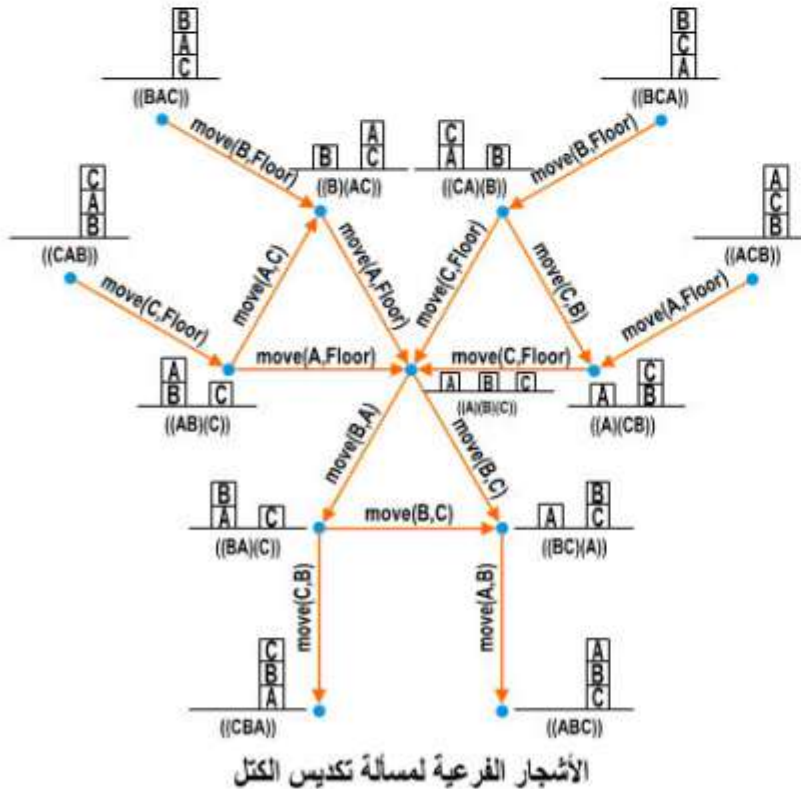 B
B
A
C
C
A
((BAC))
((BCA))
move(B,Floor)
move(B,Floor)
A
C
B
C
A
B
((B)(AC))
((CA)(B))
C
A
A
C
B
B
((CAB))
((ACB))
move(C,Floor)
move(A,C)
move(A,Floor)
move(C,Floor)
move(C,B)
move(A,Floor)
move(A,Floor)
move(C,Floor)
A
B
C
A
B
C
C
A
B
((AB)(C))
((A)(B)(C))
((A)(CB))
move(B,A)
move(B,C)
B
B
A
C
A
C
move(B,C)
((BA)(C))
((BC)(A))
move(C,B)
move(A,B)
C
A
B
B
A
C
((CBA))
((ABC))
الأشجار الفرعية لمسألة تكديس الكتل